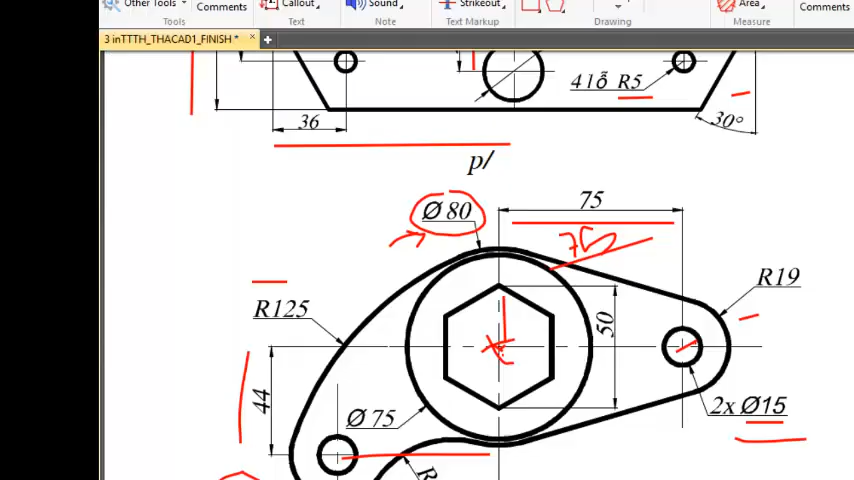 Other Tools
Comments
Callout
Sound
Strikeout
Area
Comments
Tools
Text
Note
Text Markup
Drawing
Measure
3 inTTTH_THACAD1_FINISH *
41ỗ R5
36
30°
p/
Ø 80
75
75
R19
R125
50
44
Ø 75
2x Ø15
R